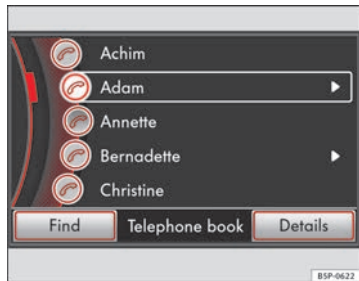 Achim
Adam
Annette
Bernadette
Christine
Find Telephone book Details
B5P-0622